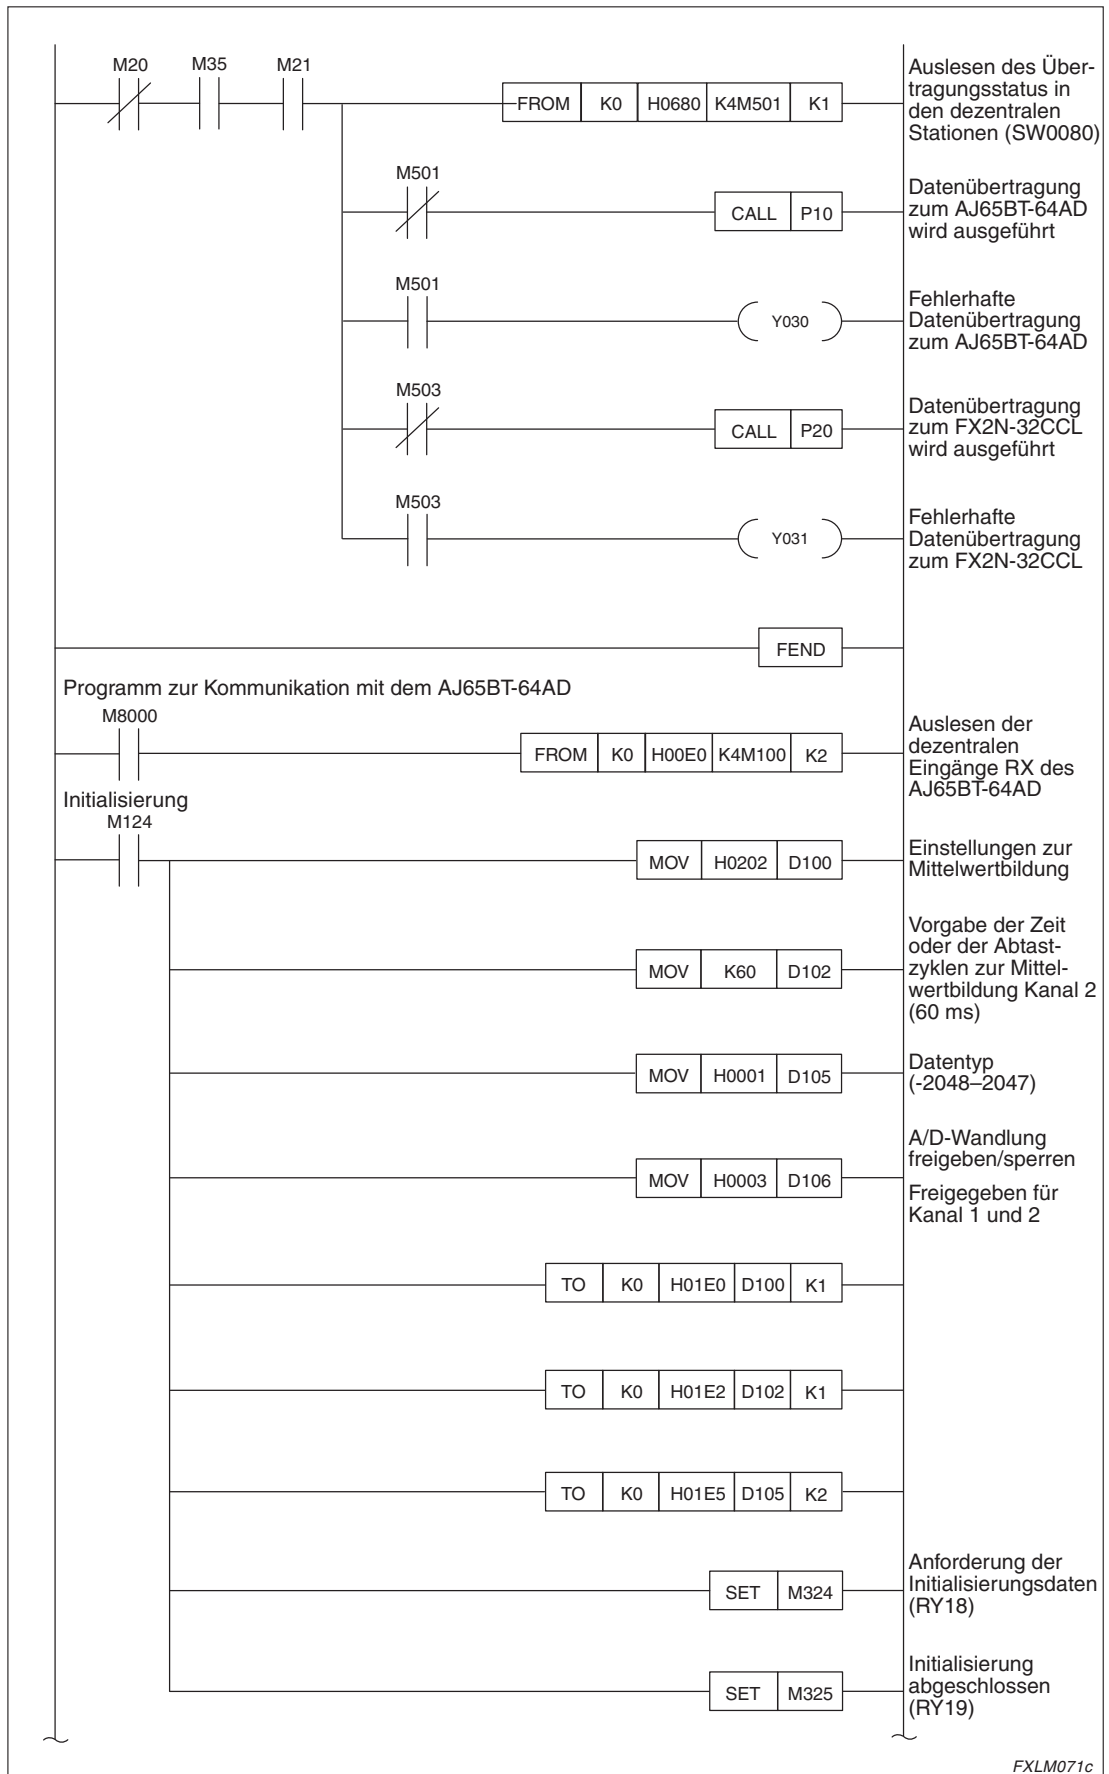 M20 M35 M21
FROM K0 H0680 K4M501 K1
Auslesen des Über-
tragungsstatus in
den dezentralen
Stationen (SW0080)
M501
CALL P10
Datenübertragung
zum AJ65BT-64AD
wird ausgeführt
M501
Y030
Fehlerhafte
Datenübertragung
zum AJ65BT-64AD
M503
CALL P20
Datenübertragung
zum FX2N-32CCL
wird ausgeführt
M503
Y031
Fehlerhafte
Datenübertragung
zum FX2N-32CCL
FEND
Programm zur Kommunikation mit dem AJ65BT-64AD
M8000
FROM K0 H00E0 K4M100 K2
Auslesen der
dezentralen
Eingänge RX des
AJ65BT-64AD
Initialisierung
M124
MOV H0202 D100
Einstellungen zur
Mittelwertbildung
MOV K60 D102
Vorgabe der Zeit
oder der Abtast-
zyklen zur Mittel-
wertbildung Kanal 2
(60 ms)
MOV H0001 D105
Datentyp
(-2048–2047)
MOV H0003 D106
A/D-Wandlung
freigeben/sperren
Freigegeben für
Kanal 1 und 2
TO K0 H01E0 D100 K1
TO K0 H01E2 D102 K1
TO K0 H01E5 D105 K2
SET M324
Anforderung der
Initialisierungsdaten
(RY18)
SET M325
Initialisierung
abgeschlossen
(RY19)
FXLM071c